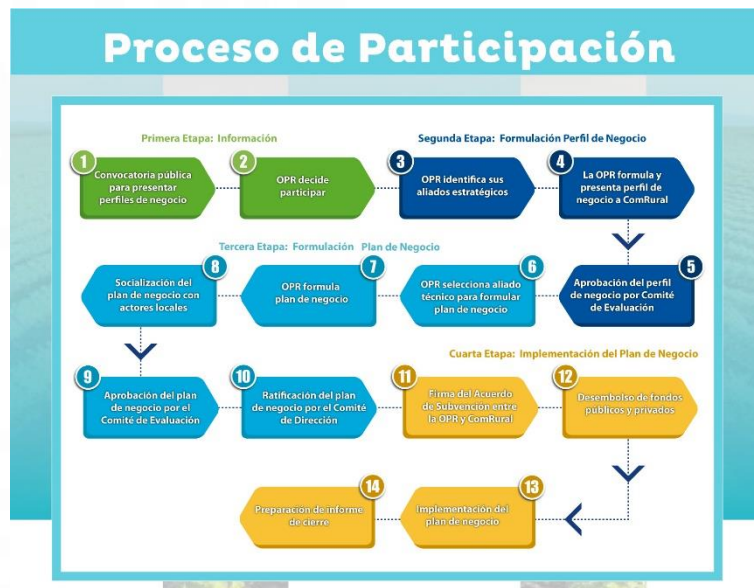 Proceso de Participación
Primera Etapa: Información
Segunda Etapa: Formulación Perfil de Negocio
1
Convocatoria pública
para presentar
perfiles de negocio
2
OPR decide
participar
3
OPR identifica sus
aliados estratégicos
4
La OPR formula y
presenta perfil de
negocio a ComRural
Tercera Etapa: Formulación Plan de Negocio
5
Aprobación del perfil
de negocio por Comité
de Evaluación
6
OPR selecciona aliado
técnico para formular
plan de negocio
7
OPR formula
plan de negocio
8
Socialización del
plan de negocio con
actores locales
Cuarta Etapa: Implementación del Plan de Negocio
9
Aprobación del plan
de negocio por el
Comité de Evaluación
10
Ratificación del plan
de negocio por el Comité
de Dirección
11
Firma del Acuerdo
de Subvención entre
la OPR y ComRural
12
Desembolso de fondos
públicos y privados
13
Implementación del
plan de negocio
14
Preparación de informe
de cierre